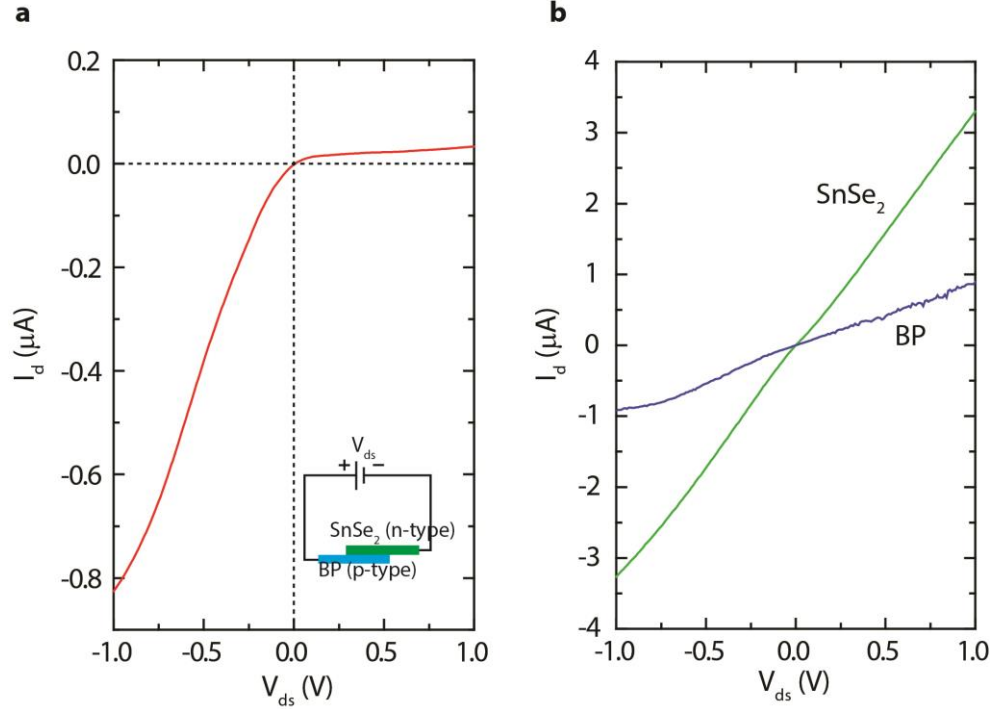 a
0.2
0.0
-0.2
-0.4
-0.6
-0.8
I_d (μA)
-1.0 -0.5 0.0 0.5 1.0
V_ds (V)
V_ds
+ −
SnSe₂ (n-type)
BP (p-type)
b
4
3
2
1
0
-1
-2
-3
-4
I_d (μA)
SnSe₂
BP
-1.0 -0.5 0.0 0.5 1.0
V_ds (V)